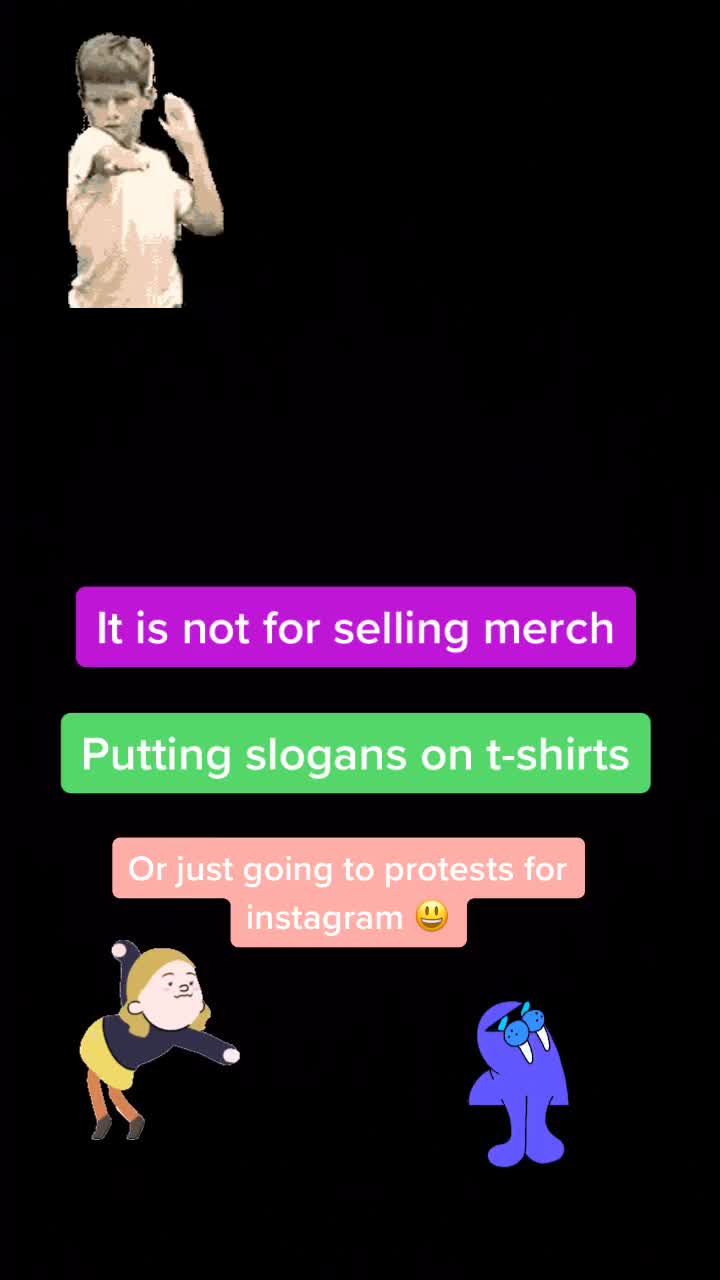 It is not for selling merch
Putting slogans on t-shirts
Or just going to protests for
instagram 😃